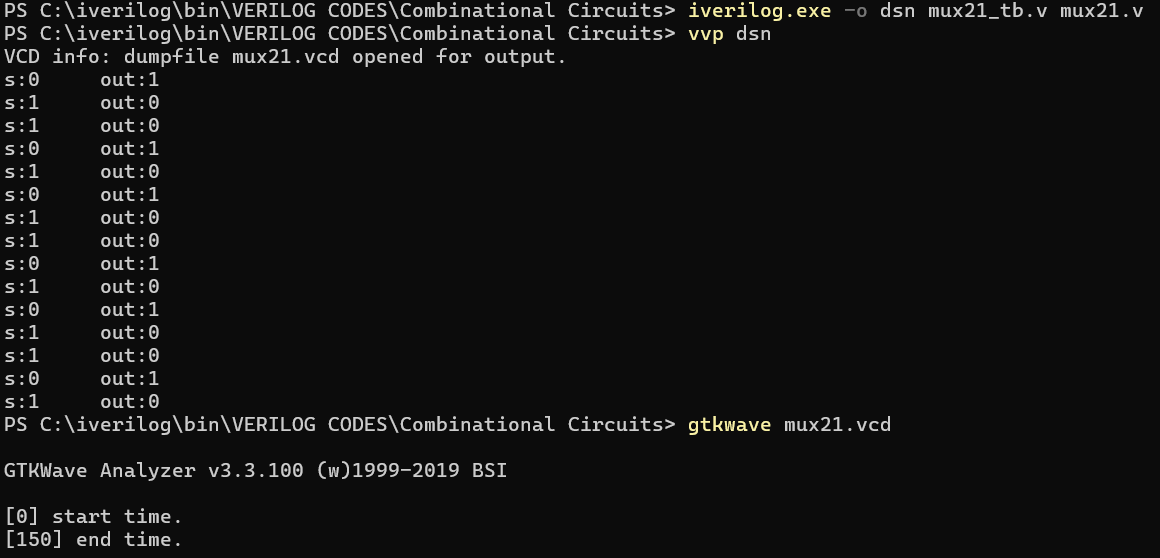 PS C:\iverilog\bin\VERILOG CODES\Combinational Circuits> iverilog.exe -o dsn mux21_tb.v mux21.v
PS C:\iverilog\bin\VERILOG CODES\Combinational Circuits> vvp dsn
VCD info: dumpfile mux21.vcd opened for output.
s:0     out:1
s:1     out:0
s:1     out:0
s:0     out:1
s:1     out:0
s:0     out:1
s:1     out:0
s:1     out:0
s:0     out:1
s:1     out:0
s:0     out:1
s:1     out:0
s:1     out:0
s:0     out:1
s:1     out:0
PS C:\iverilog\bin\VERILOG CODES\Combinational Circuits> gtkwave mux21.vcd
GTKWave Analyzer v3.3.100 (w)1999-2019 BSI
[0] start time.
[150] end time.